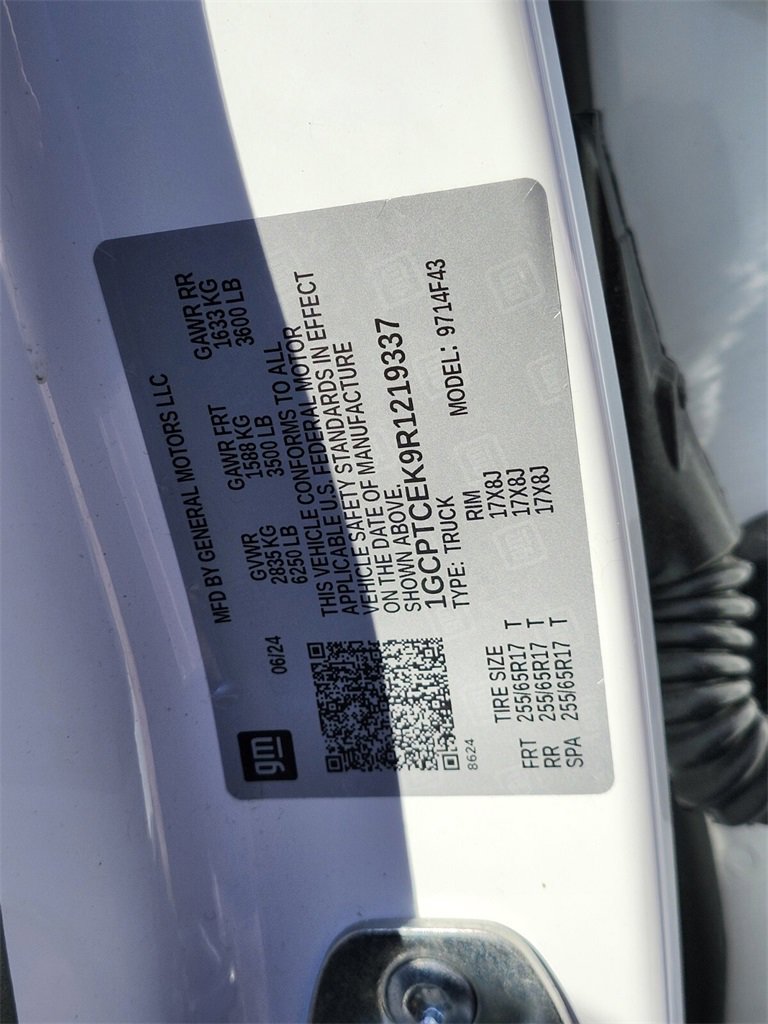 MFD BY GENERAL MOTORS LLC
gm
06/24
GVWR GAWR FRT GAWR RR
2835 KG 1588 KG 1633 KG
6250 LB 3500 LB 3600 LB
THIS VEHICLE CONFORMS TO ALL
APPLICABLE U.S. FEDERAL MOTOR
VEHICLE SAFETY STANDARDS IN EFFECT
ON THE DATE OF MANUFACTURE
SHOWN ABOVE.
1GCPTCEK9R1219337
TYPE: TRUCK MODEL: 9714F43
8624
TIRE SIZE RIM
FRT 255/65R17 T 17X8J
RR 255/65R17 T 17X8J
SPA 255/65R17 T 17X8J